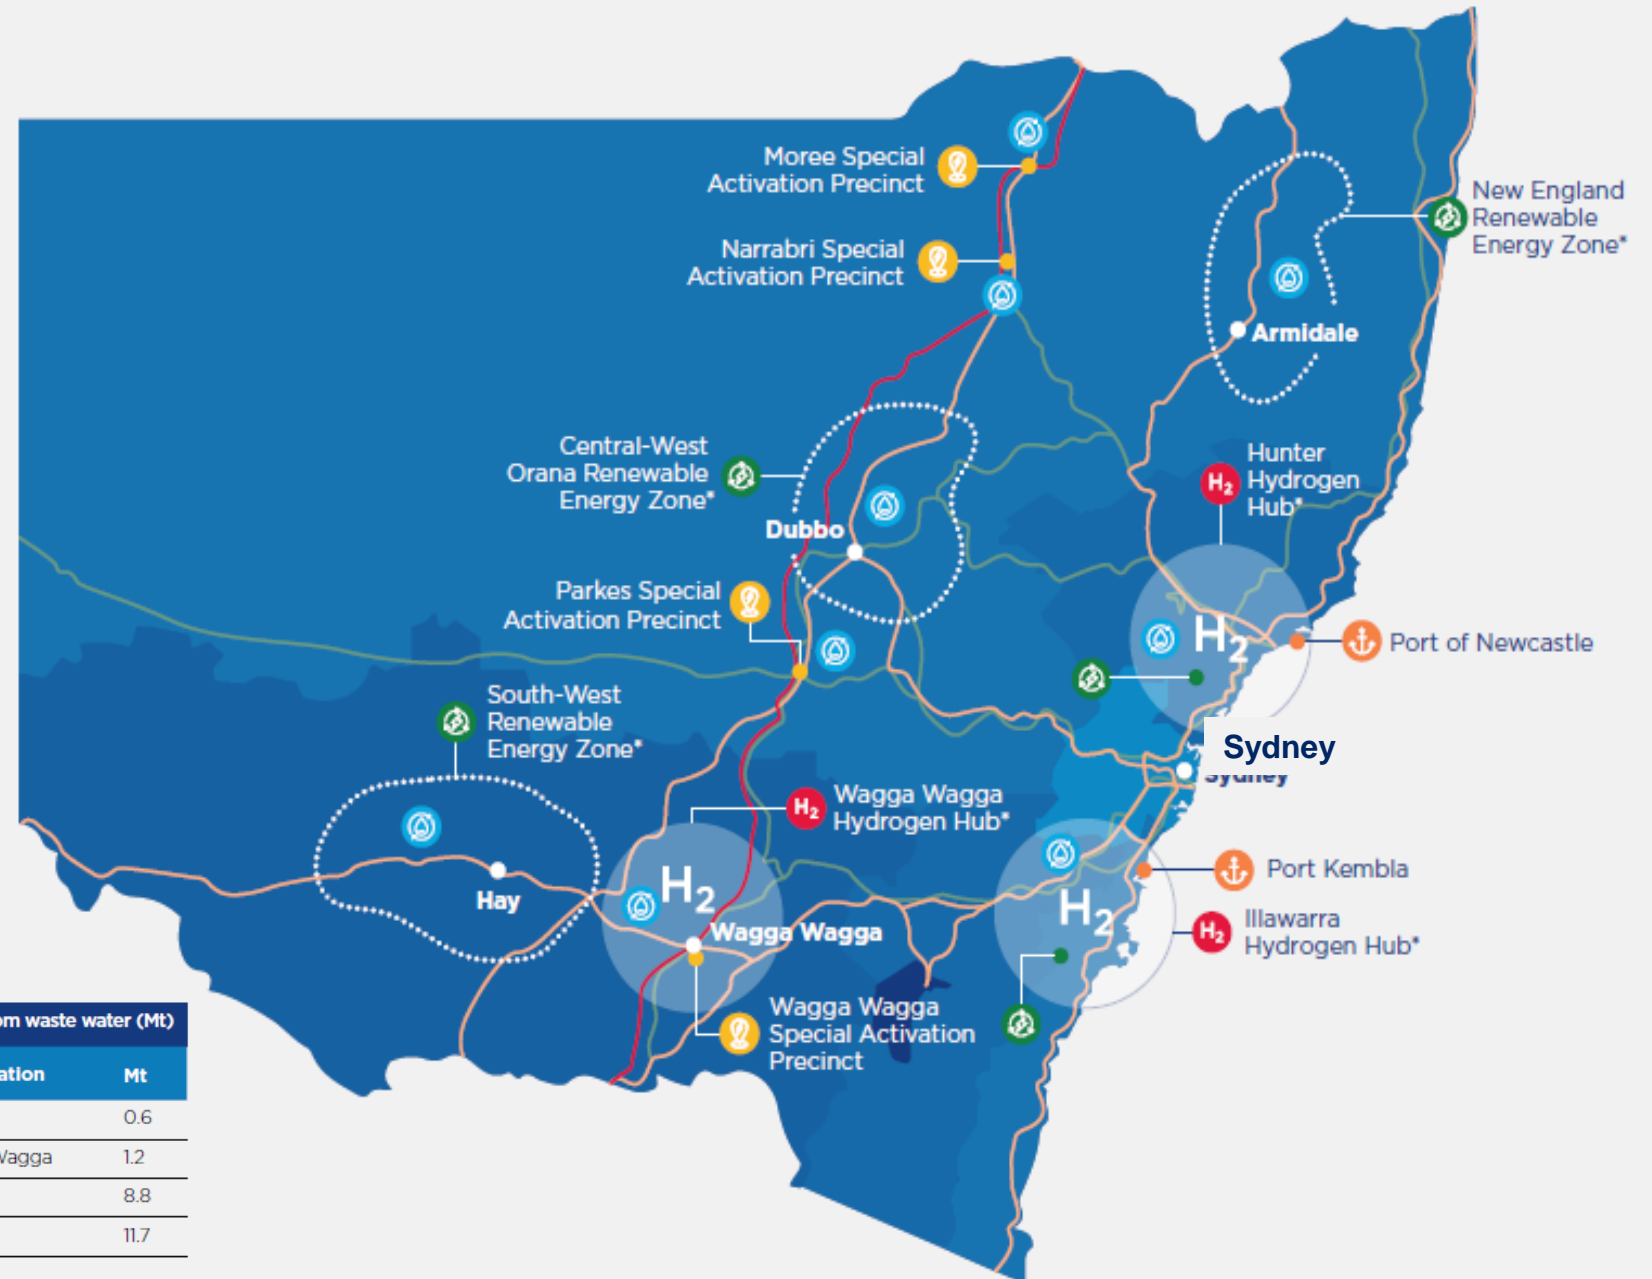 Moree Special
Activation Precinct
New England
Renewable
Energy Zone*
Narrabri Special
Activation Precinct
Armidale
Central-West
Orana Renewable
Energy Zone*
Hunter
Hydrogen
Hub*
H2
Dubbo
Parkes Special
Activation Precinct
H2
Port of Newcastle
South-West
Renewable
Energy Zone*
Sydney
Sydney
H2
Wagga Wagga
Hydrogen Hub*
H2
Hay
Port Kembla
H2
H2
Illawarra
Hydrogen Hub*
Wagga Wagga
Wagga Wagga
Special Activation
Precinct
waste water (Mt)
Mt
0.6
Wagga 1.2
8.8
11.7